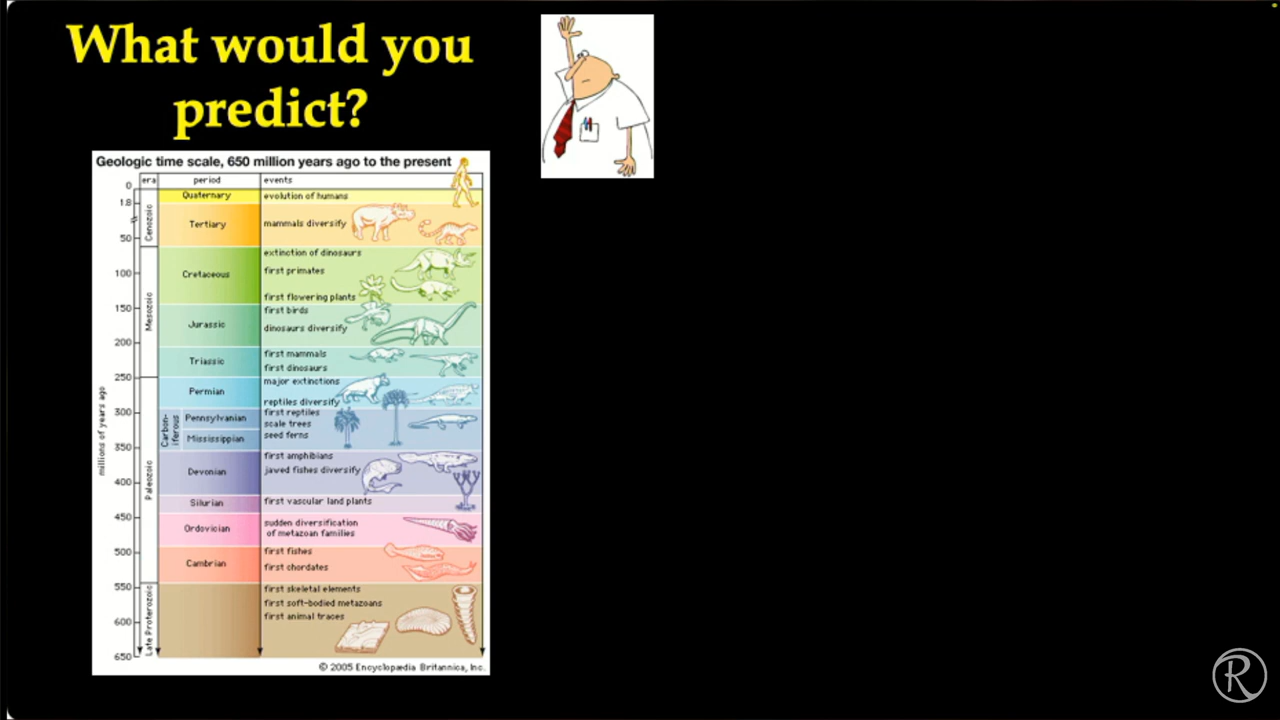 What would you
predict?
Geologic time scale, 650 million years ago to the present
era period events
0
Quaternary evolution of humans
1.8
Cenozoic
Tertiary mammals diversify
50
extinction of dinosaurs
100 Cretaceous first primates
first flowering plants
Mesozoic
150 first birds
Jurassic dinosaurs diversify
200
first mammals
Triassic
first dinosaurs
250
major extinctions
Permian
reptiles diversify
300 first reptiles
Carbon-
iferous
Pennsylvanian scale trees
Mississippian seed ferns
350
first amphibians
Devonian jawed fishes diversify
millions of years ago
Paleozoic
400
Silurian first vascular land plants
450
sudden diversification
Ordovician of metazoan families
500 first fishes
Cambrian first chordates
550 first skeletal elements
first soft-bodied metazoans
600 first animal traces
Late Proterozoic
650
© 2005 Encyclopædia Britannica, Inc.
R